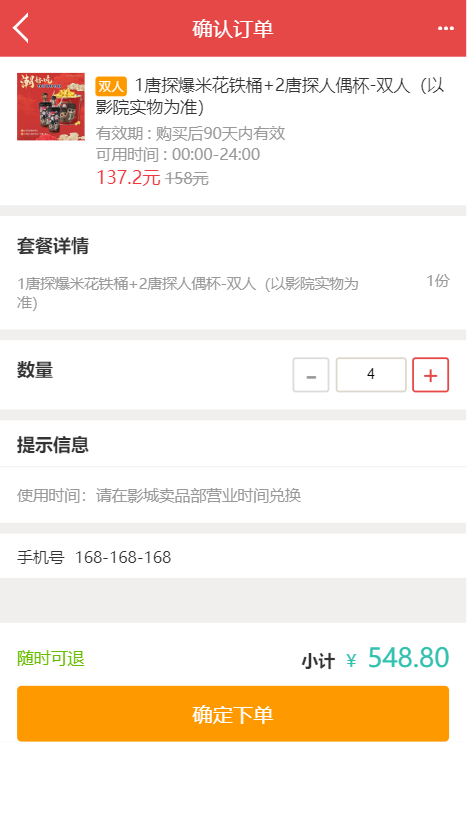 确认订单
潮好玩
双人 1唐探爆米花铁桶+2唐探人偶杯-双人（以
影院实物为准）
有效期 : 购买后90天内有效
可用时间 : 00:00-24:00
137.2元 158元
套餐详情
1唐探爆米花铁桶+2唐探人偶杯-双人（以影院实物为
准） 1份
数量 - 4 +
提示信息
使用时间：请在影城卖品部营业时间兑换
手机号 168-168-168
随时可退 小计 ¥ 548.80
确定下单